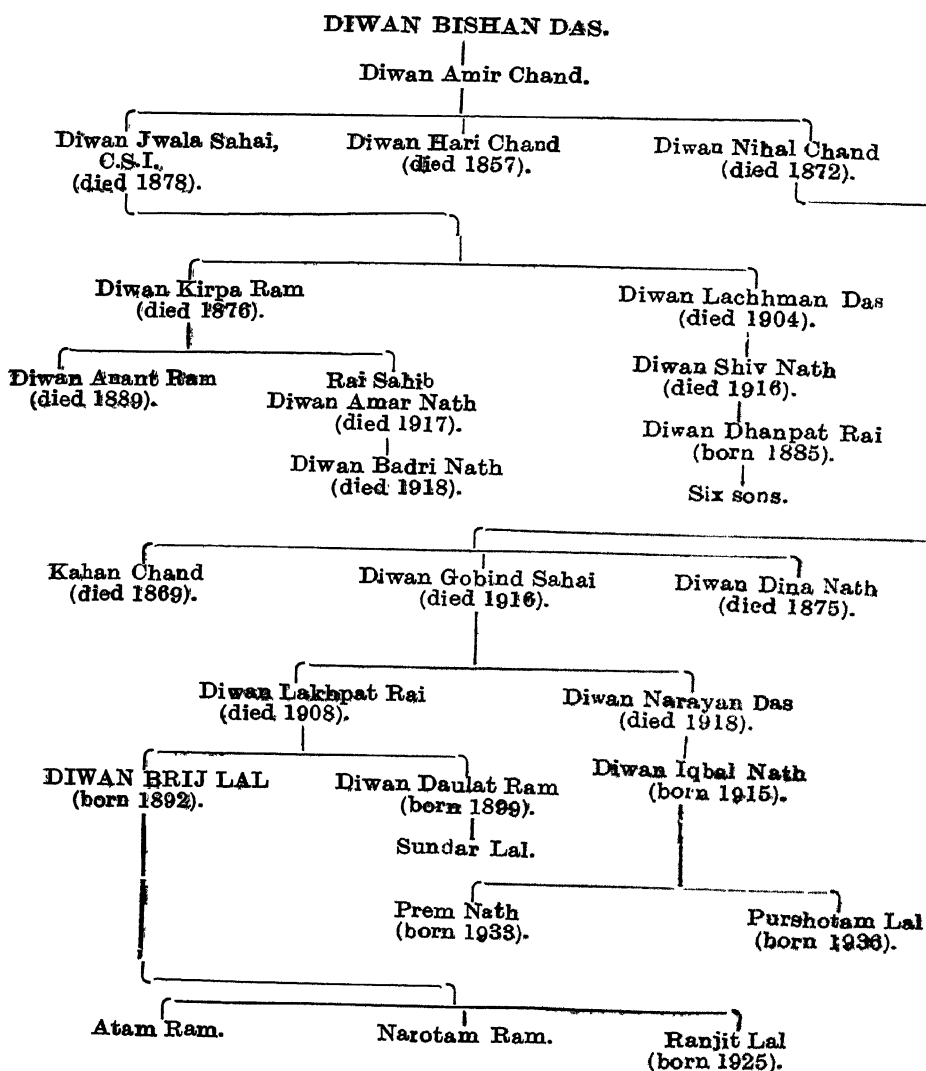 DIWAN BISHAN DAS.
Diwan Amir Chand.
Diwan Jwala Sahai,
C.S.I.,
(died 1878).
Diwan Hari Chand
(died 1857).
Diwan Nihal Chand
(died 1872).
Diwan Kirpa Ram
(died 1876).
Diwan Lachhman Das
(died 1904).
Diwan Anant Ram
(died 1889).
Rai Sahib
Diwan Amar Nath
(died 1917).
Diwan Badri Nath
(died 1918).
Diwan Shiv Nath
(died 1916).
Diwan Dhanpat Rai
(born 1885).
Six sons.
Kahan Chand
(died 1869).
Diwan Gobind Sahai
(died 1916).
Diwan Dina Nath
(died 1875).
Diwan Lakhpat Rai
(died 1908).
Diwan Narayan Das
(died 1918).
DIWAN BRIJ LAL
(born 1892).
Diwan Daulat Ram
(born 1899).
Sundar Lal.
Diwan Iqbal Nath
(born 1915).
Prem Nath
(born 1933).
Purshotam Lal
(born 1936).
Atam Ram.
Narotam Ram.
Ranjit Lal
(born 1925).